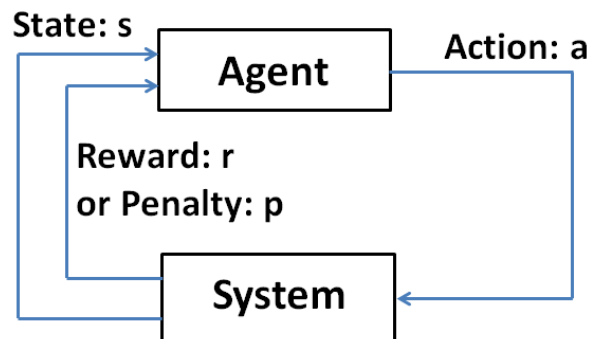 State: s
Action: a
Agent
Reward: r
or Penalty: p
System